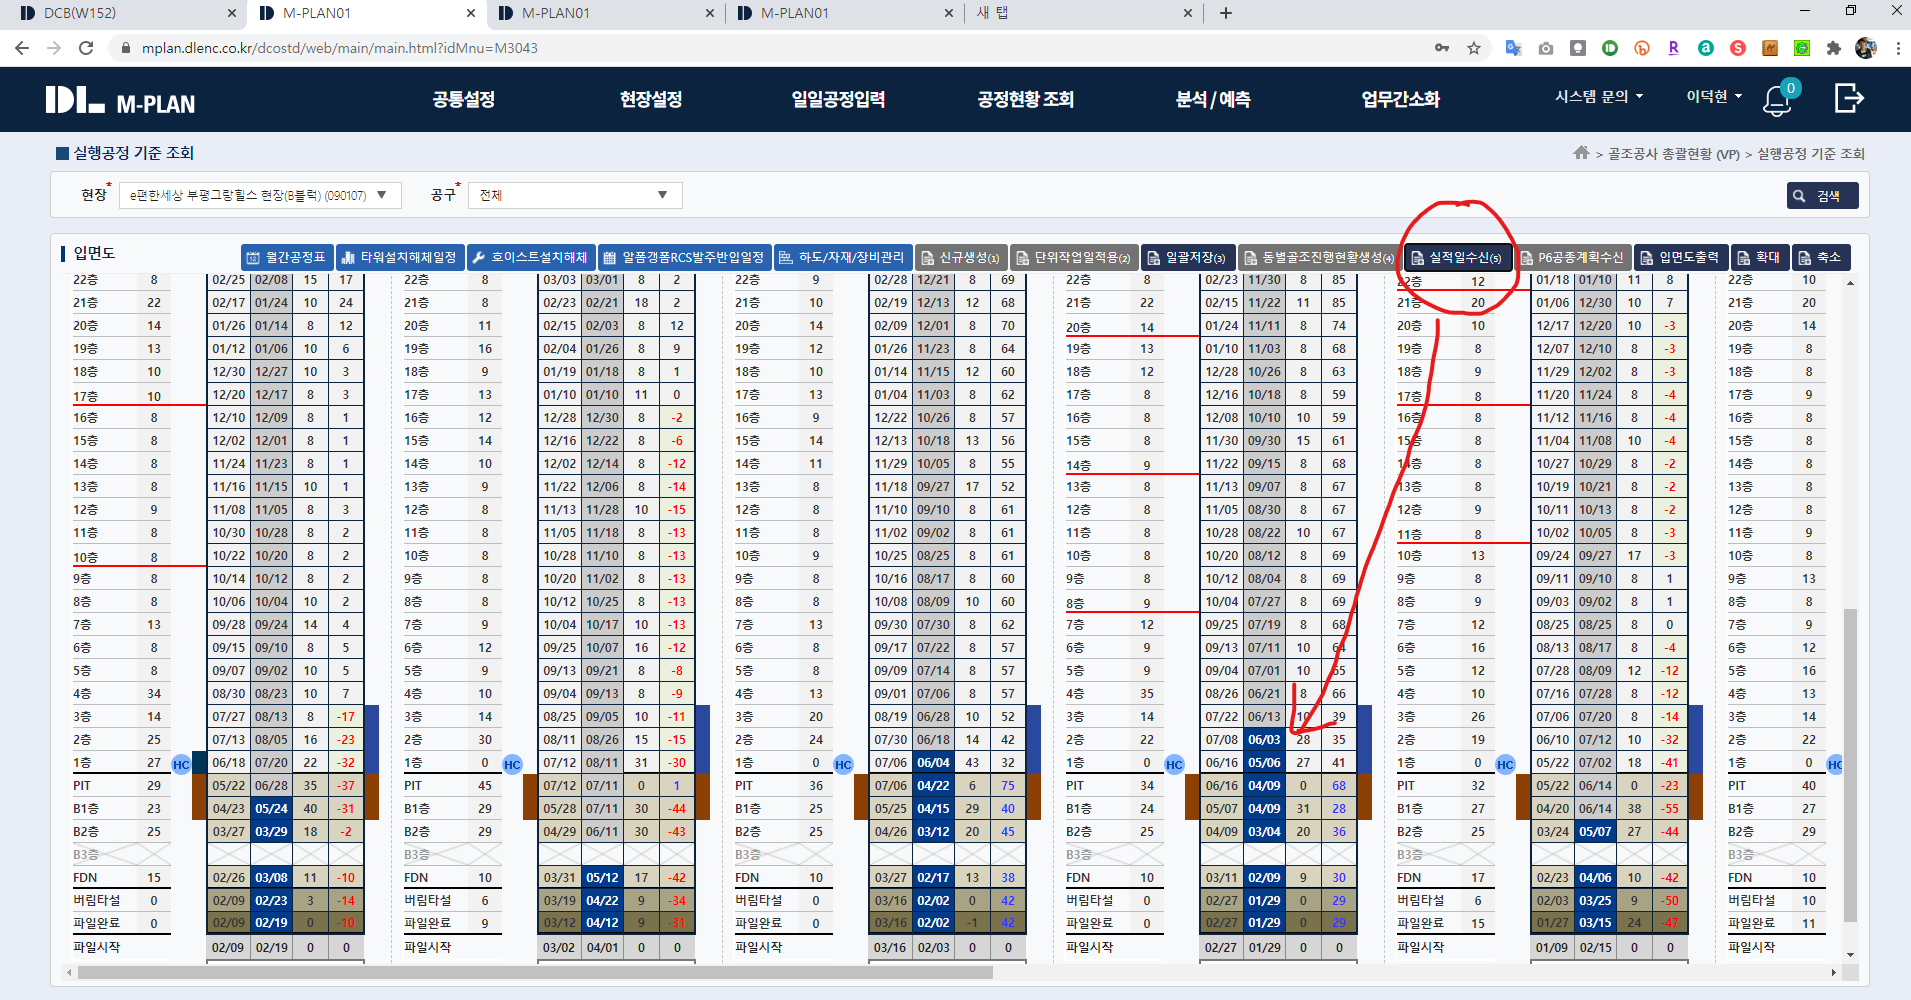 DCB(W152) M-PLAN01 M-PLAN01 M-PLAN01 새 탭
mplan.dlenc.co.kr/dcostd/web/main/main.html?idMnu=M3043
DL M-PLAN 공통설정 현장설정 일일공정입력 공정현황 조회 분석 / 예측 업무간소화 시스템 문의 이덕현 0
실행공정 기준 조회 > 골조공사 총괄현황 (VP) > 실행공정 기준 조회
현장* e편한세상 부평그랑힐스 현장(B블럭) (090107) 공구* 전체 검색
입면도 월간공정표 타워설치해체일정 호이스트설치해체 알폼갱폼RCS발주반입일정 하도/자재/장비관리 신규생성(1) 단위작업일적용(2) 일괄저장(3) 동별골조진행현황생성(4) 실적일수신(5) P6공종계획수신 입면도출력 확대 축소
22층 8 02/25 02/08 15 17 22층 8 03/03 03/01 8 2 22층 9 02/28 12/21 8 69 22층 8 02/23 11/30 8 85 22층 12 01/18 01/10 11 8 22층 10
21층 22 02/17 01/24 10 24 21층 8 02/23 02/21 18 2 21층 10 02/19 12/13 12 68 21층 22 02/15 11/22 11 85 21층 20 01/06 12/30 10 7 21층 20
20층 14 01/26 01/14 8 12 20층 11 02/15 02/03 8 12 20층 14 02/09 12/01 8 70 20층 14 01/24 11/11 8 74 20층 10 12/17 12/20 10 -3 20층 14
19층 13 01/12 01/06 10 6 19층 16 02/04 01/26 8 9 19층 12 01/26 11/23 8 64 19층 13 01/10 11/03 8 68 19층 8 12/07 12/10 8 -3 19층 8
18층 10 12/30 12/27 10 3 18층 9 01/19 01/18 8 1 18층 10 01/14 11/15 12 60 18층 12 12/28 10/26 8 63 18층 9 11/29 12/02 8 -3 18층 8
17층 10 12/20 12/17 8 3 17층 13 01/10 01/10 11 0 17층 13 01/04 11/03 8 62 17층 8 12/16 10/18 8 59 17층 8 11/20 11/24 8 -4 17층 9
16층 8 12/10 12/09 8 1 16층 12 12/28 12/30 8 -2 16층 9 12/22 10/26 8 57 16층 8 12/08 10/10 10 59 16층 8 11/12 11/16 8 -4 16층 8
15층 8 12/02 12/01 8 1 15층 14 12/16 12/22 8 -6 15층 14 12/13 10/18 13 56 15층 8 11/30 09/30 15 61 15층 8 11/04 11/08 10 -4 15층 8
14층 8 11/24 11/23 8 1 14층 10 12/02 12/14 8 -12 14층 11 11/29 10/05 8 55 14층 9 11/22 09/15 8 68 14층 8 10/27 10/29 8 -2 14층 8
13층 8 11/16 11/15 10 1 13층 9 11/22 12/06 8 -14 13층 8 11/18 09/27 17 52 13층 8 11/13 09/07 8 67 13층 8 10/19 10/21 8 -2 13층 8
12층 9 11/08 11/05 8 3 12층 8 11/13 11/28 10 -15 12층 8 11/10 09/10 8 61 12층 8 11/05 08/30 8 67 12층 9 10/11 10/13 8 -2 12층 8
11층 8 10/30 10/28 8 2 11층 8 11/05 11/18 8 -13 11층 8 11/02 09/02 8 61 11층 8 10/28 08/22 10 67 11층 8 10/02 10/05 8 -3 11층 9
10층 8 10/22 10/20 8 2 10층 8 10/28 11/10 8 -13 10층 9 10/25 08/25 8 61 10층 8 10/20 08/12 8 69 10층 13 09/24 09/27 17 -3 10층 8
9층 8 10/14 10/12 8 2 9층 8 10/20 11/02 8 -13 9층 8 10/16 08/17 8 60 9층 8 10/12 08/04 8 69 9층 8 09/11 09/10 8 1 9층 13
8층 8 10/06 10/04 10 2 8층 8 10/12 10/25 8 -13 8층 8 10/08 08/09 10 60 8층 9 10/04 07/27 8 69 8층 9 09/03 09/02 8 1 8층 8
7층 13 09/28 09/24 14 4 7층 9 10/04 10/17 10 -13 7층 8 09/30 07/30 8 62 7층 12 09/25 07/19 8 68 7층 12 08/25 08/25 8 0 7층 9
6층 8 09/15 09/10 8 5 6층 12 09/25 10/07 16 -12 6층 8 09/17 07/22 8 57 6층 9 09/13 07/11 10 64 6층 16 08/13 08/17 8 -4 6층 12
5층 8 09/07 09/02 10 5 5층 9 09/13 09/21 8 -8 5층 8 09/09 07/14 8 57 5층 9 09/04 07/01 10 65 5층 12 07/28 08/09 12 -12 5층 16
4층 34 08/30 08/23 10 7 4층 10 09/04 09/13 8 -9 4층 13 09/01 07/06 8 57 4층 35 08/26 06/21 8 66 4층 10 07/16 07/28 8 -12 4층 13
3층 14 07/27 08/13 8 -17 3층 14 08/25 09/05 10 -11 3층 20 08/19 06/28 10 52 3층 14 07/22 06/13 10 39 3층 26 07/06 07/20 8 -14 3층 14
2층 25 07/13 08/05 16 -23 2층 30 08/11 08/26 15 -15 2층 24 07/30 06/18 14 42 2층 22 07/08 06/03 28 35 2층 19 06/10 07/12 10 -32 2층 22
1층 27 HC 06/18 07/20 22 -32 1층 0 HC 07/12 08/11 31 -30 1층 0 HC 07/06 06/04 43 32 1층 0 HC 06/16 05/06 27 41 1층 0 HC 05/22 07/02 18 -41 1층 0 HC
PIT 29 05/22 06/28 35 -37 PIT 45 07/12 07/11 0 1 PIT 36 07/06 04/22 6 75 PIT 34 06/16 04/09 0 68 PIT 32 05/22 06/14 0 -23 PIT 40
B1층 23 04/23 05/24 40 -31 B1층 29 05/28 07/11 30 -44 B1층 25 05/25 04/15 29 40 B1층 24 05/07 04/09 31 28 B1층 27 04/20 06/14 38 -55 B1층 27
B2층 25 03/27 03/29 18 -2 B2층 29 04/29 06/11 30 -43 B2층 25 04/26 03/12 20 45 B2층 25 04/09 03/04 20 36 B2층 25 03/24 05/07 27 -44 B2층 29
B3층 B3층 B3층 B3층 B3층 B3층
FDN 15 02/26 03/08 11 -10 FDN 10 03/31 05/12 17 -42 FDN 10 03/27 02/17 13 38 FDN 10 03/11 02/09 9 30 FDN 17 02/23 04/06 10 -42 FDN 10
버림타설 0 02/09 02/23 3 -14 버림타설 6 03/19 04/22 9 -34 버림타설 0 03/16 02/02 0 42 버림타설 0 02/27 01/29 0 29 버림타설 6 02/03 03/25 9 -50 버림타설 10
파일완료 0 02/09 02/19 0 -10 파일완료 9 03/12 04/12 9 -31 파일완료 0 03/16 02/02 -1 42 파일완료 0 02/27 01/29 0 29 파일완료 15 01/27 03/15 24 -47 파일완료 11
파일시작 02/09 02/19 0 0 파일시작 03/02 04/01 0 0 파일시작 03/16 02/03 0 0 파일시작 02/27 01/29 0 0 파일시작 01/09 02/15 0 0 파일시작